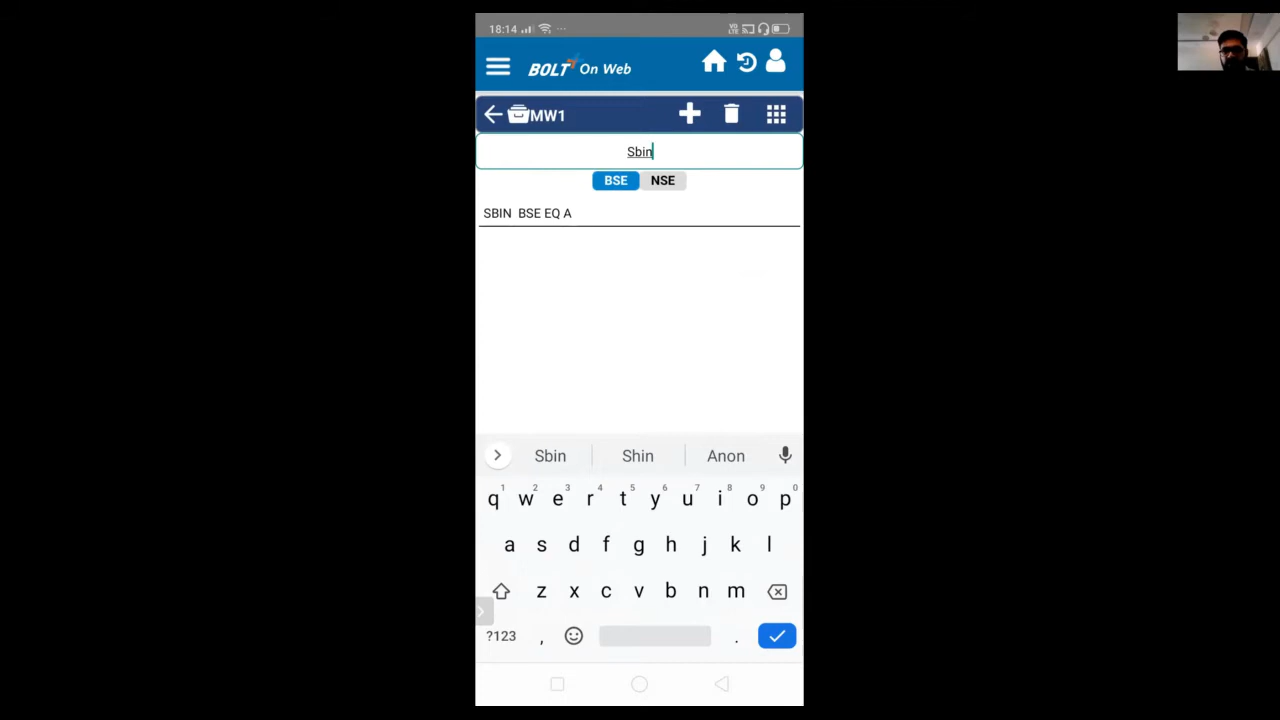 18:14 ...
BOLT On Web
MW1
Sbin
BSE NSE
SBIN BSE EQ A
Sbin Shin Anon
1 2 3 4 5 6 7 8 9 0
q w e r t y u i o p
a s d f g h j k l
z x c v b n m
?123 , .